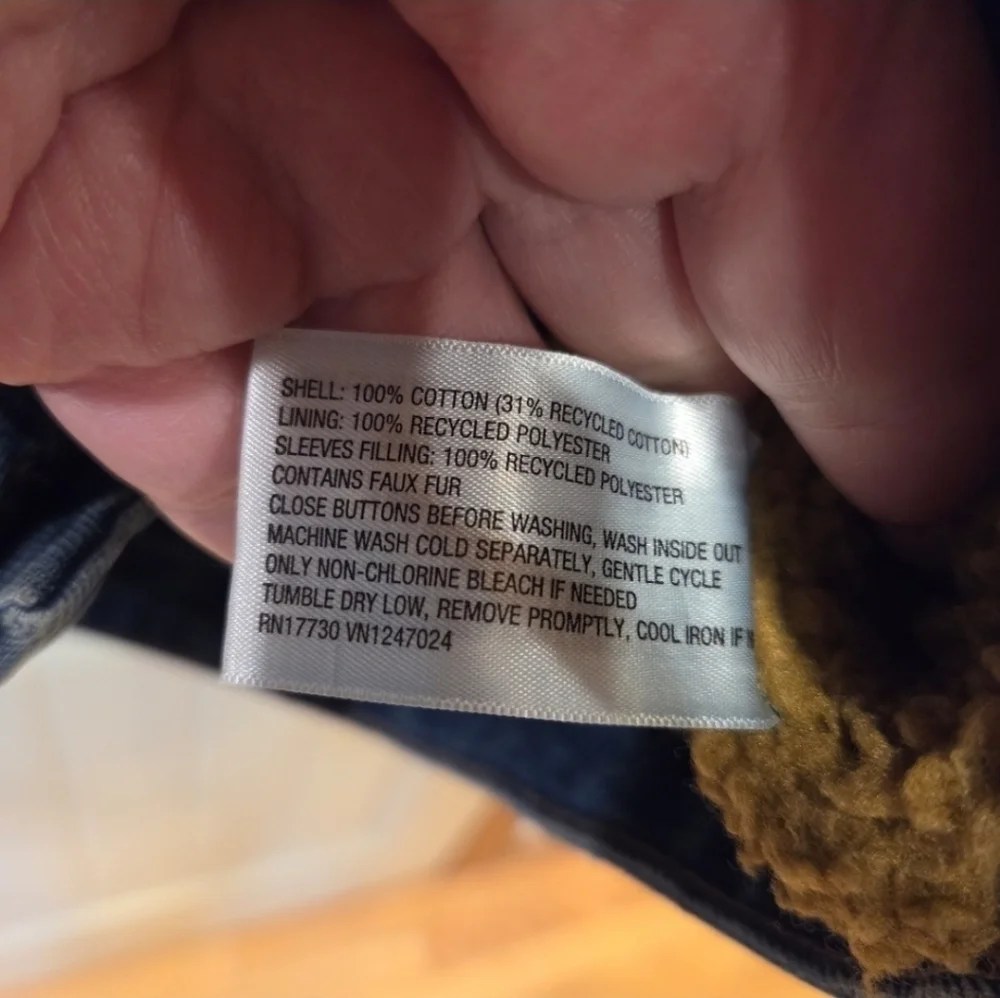 SHELL: 100% COTTON (31% RECYCLED COTTON)
LINING: 100% RECYCLED POLYESTER
SLEEVES FILLING: 100% RECYCLED POLYESTER
CONTAINS FAUX FUR
CLOSE BUTTONS BEFORE WASHING, WASH INSIDE OUT
MACHINE WASH COLD SEPARATELY, GENTLE CYCLE
ONLY NON-CHLORINE BLEACH IF NEEDED
TUMBLE DRY LOW, REMOVE PROMPTLY, COOL IRON IF
RN17730 VN1247024